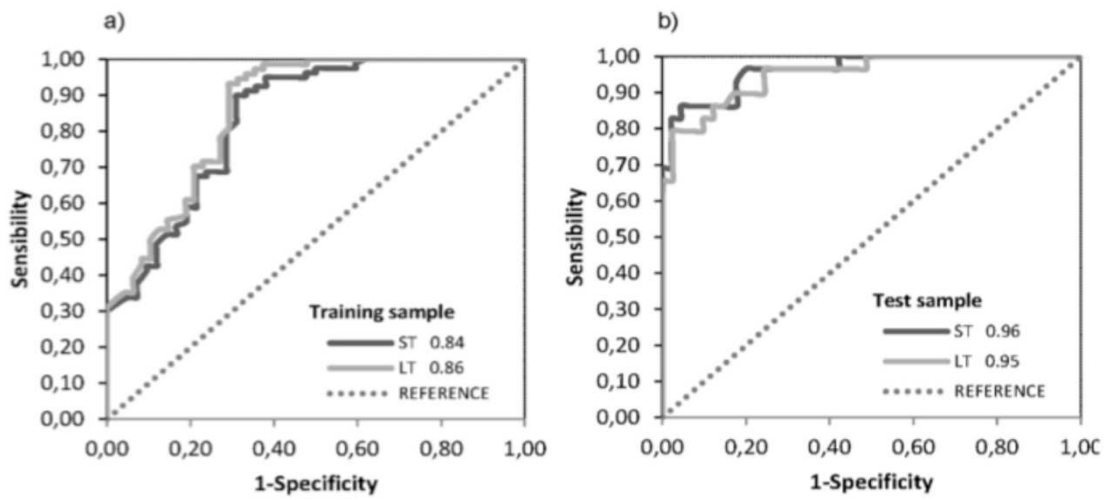 a)
1,00
0,90
0,80
0,70
0,60
0,50
0,40
0,30
0,20
0,10
0,00
Sensibility
Training sample
ST 0.84
LT 0.86
REFERENCE
0,00 0,20 0,40 0,60 0,80 1,00
1-Specificity
b)
1,00
0,90
0,80
0,70
0,60
0,50
0,40
0,30
0,20
0,10
0,00
Sensibility
Test sample
ST 0.96
LT 0.95
REFERENCE
0,00 0,20 0,40 0,60 0,80 1,00
1-Specificity